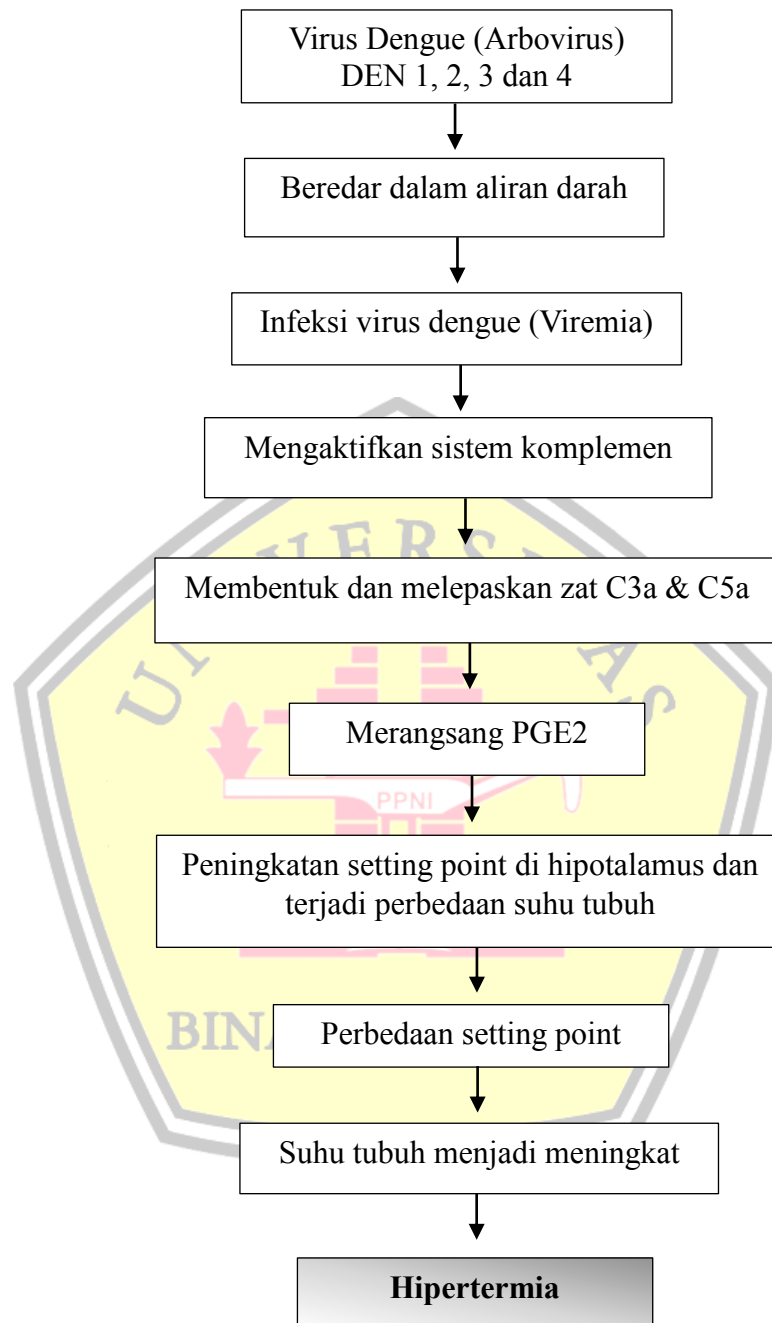 Virus Dengue (Arbovirus)
DEN 1, 2, 3 dan 4
Beredar dalam aliran darah
Infeksi virus dengue (Viremia)
Mengaktifkan sistem komplemen
Membentuk dan melepaskan zat C3a & C5a
Merangsang PGE2
PPNI
Peningkatan setting point di hipotalamus dan
terjadi perbedaan suhu tubuh
Perbedaan setting point
Suhu tubuh menjadi meningkat
Hipertermia